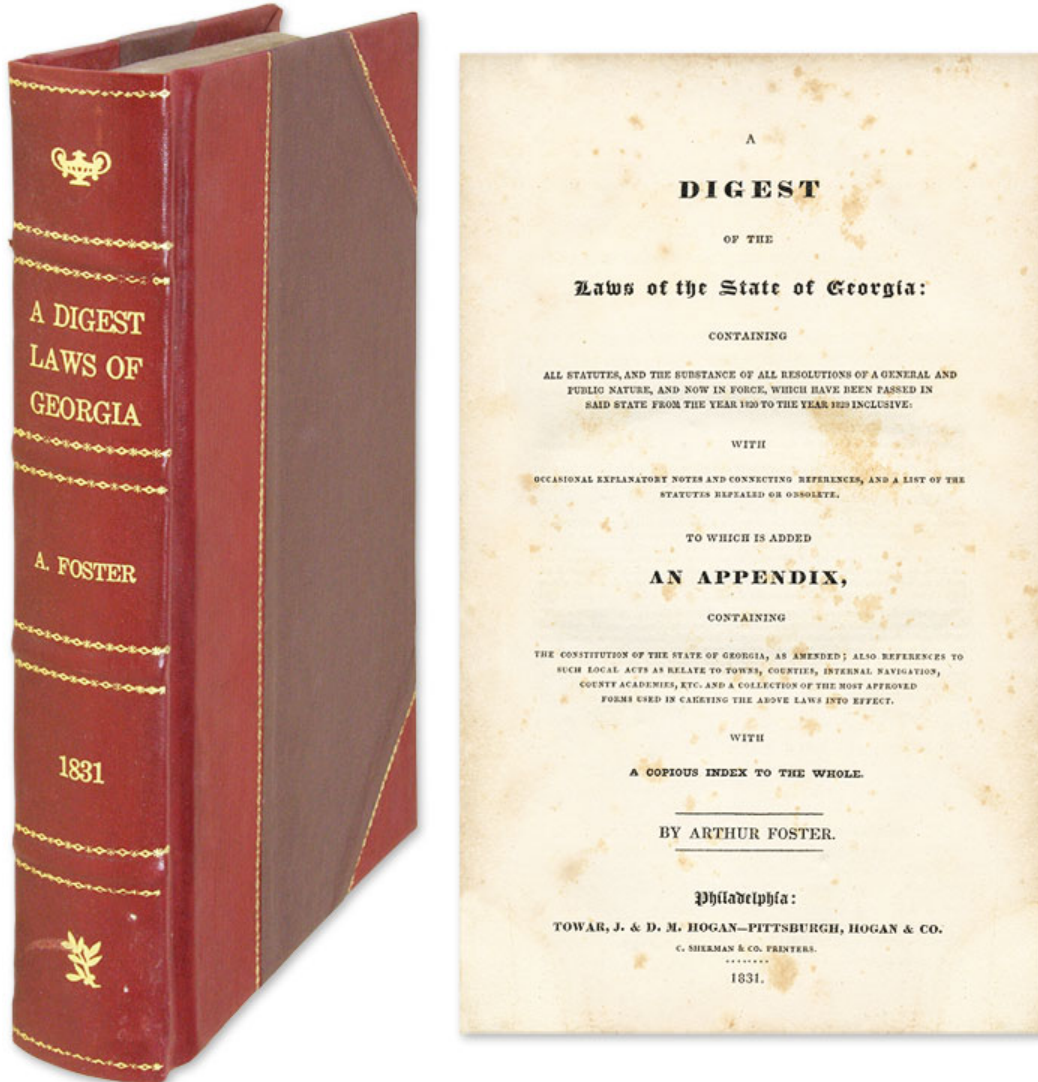 A DIGEST
LAWS OF
GEORGIA
A. FOSTER
1831
A
DIGEST
OF THE
Laws of the State of Georgia:
CONTAINING
ALL STATUTES, AND THE SUBSTANCE OF ALL RESOLUTIONS OF A GENERAL AND
PUBLIC NATURE, AND NOW IN FORCE, WHICH HAVE BEEN PASSED IN
SAID STATE FROM THE YEAR 1820 TO THE YEAR 1829 INCLUSIVE:
WITH
OCCASIONAL EXPLANATORY NOTES AND CONNECTING REFERENCES, AND A LIST OF THE
STATUTES REPEALED OR OBSOLETE.
TO WHICH IS ADDED
AN APPENDIX,
CONTAINING
THE CONSTITUTION OF THE STATE OF GEORGIA, AS AMENDED; ALSO REFERENCES TO
SUCH LOCAL ACTS AS RELATE TO TOWNS, COUNTIES, INTERNAL NAVIGATION,
COUNTY ACADEMIES, ETC. AND A COLLECTION OF THE MOST APPROVED
FORMS USED IN CARRYING THE ABOVE LAWS INTO EFFECT.
WITH
A COPIOUS INDEX TO THE WHOLE.
BY ARTHUR FOSTER.
Philadelphia:
TOWAR, J. & D. M. HOGAN—PITTSBURGH, HOGAN & CO.
C. SHERMAN & CO. PRINTERS.
1831.